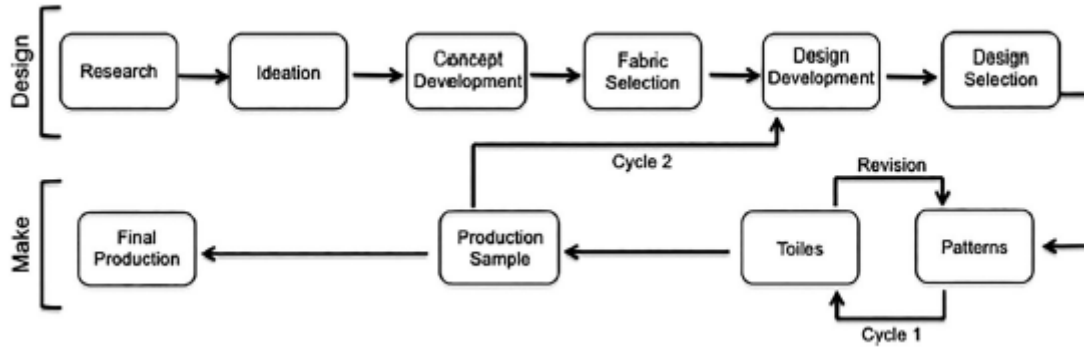 Design
Research
Ideation
Concept
Development
Fabric
Selection
Design
Development
Design
Selection
Cycle 2
Revision
Make
Final
Production
Production
Sample
Toiles
Patterns
Cycle 1